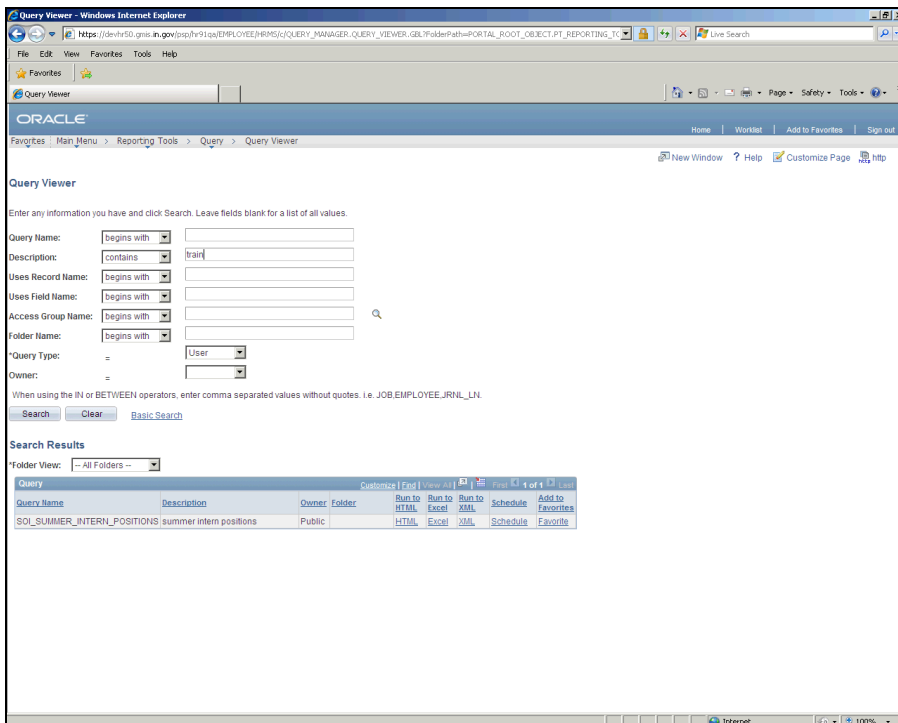 Query Viewer - Windows Internet Explorer
https://devhr50.gmis.in.gov/psp/hr91qa/EMPLOYEE/HRMS/c/QUERY_MANAGER.QUERY_VIEWER.GBL?FolderPath=PORTAL_ROOT_OBJECT.PT_REPORTING_TC
Live Search
File Edit View Favorites Tools Help
Favorites
Query Viewer
Page Safety Tools
ORACLE
Home | Worklist | Add to Favorites | Sign out
Favorites | Main Menu > Reporting Tools > Query > Query Viewer
New Window ? Help Customize Page http
Query Viewer
Enter any information you have and click Search. Leave fields blank for a list of all values.
Query Name: begins with
Description: contains train
Uses Record Name: begins with
Uses Field Name: begins with
Access Group Name: begins with
Folder Name: begins with
*Query Type: = User
Owner: =
When using the IN or BETWEEN operators, enter comma separated values without quotes. i.e. JOB,EMPLOYEE,JRNL_LN.
Search Clear Basic Search
Search Results
*Folder View: -- All Folders --
Query Customize | Find | View All | First 1 of 1 Last
Query Name Description Owner Folder Run to HTML Run to Excel Run to XML Schedule Add to Favorites
SOI_SUMMER_INTERN_POSITIONS summer intern positions Public HTML Excel XML Schedule Favorite
Internet 100%